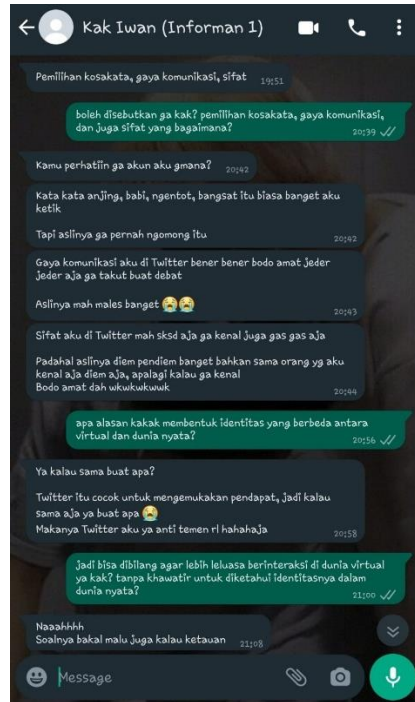 Kak Iwan (Informan 1)
Pemilihan kosakata, gaya komunikasi, sifat 19:51
boleh disebutkan ga kak? pemilihan kosakata, gaya komunikasi,
dan juga sifat yang bagaimana?
20:39
Kamu perhatiin ga akun aku gmana? 20:42
Kata kata anjing, babi, ngentot, bangsat itu biasa banget aku
ketik
Tapi aslinya ga pernah ngomong itu
20:42
Gaya komunikasi aku di Twitter bener bener bodo amat jeder
jeder aja ga takut buat debat
Aslinya mah males banget 😭😭
20:43
Sifat aku di Twitter mah sksd aja ga kenal juga gas gas aja
Padahal aslinya diem pendiem banget bahkan sama orang yg aku
kenal aja diem aja, apalagi kalau ga kenal
Bodo amat dah wkwkwkwuwk
20:44
apa alasan kakak membentuk identitas yang berbeda antara
virtual dan dunia nyata?
20:56
Ya kalau sama buat apa?
Twitter itu cocok untuk mengemukakan pendapat, jadi kalau
sama aja ya buat apa 😭
Makanya Twitter aku ya anti temen rl hahahaja
20:58
jadi bisa dibilang agar lebih leluasa berinteraksi di dunia virtual
ya kak? tanpa khawatir untuk diketahui identitasnya dalam
dunia nyata?
21:00
Naaahhhh
Soalnya bakal malu juga kalau ketauan 21:08
Message